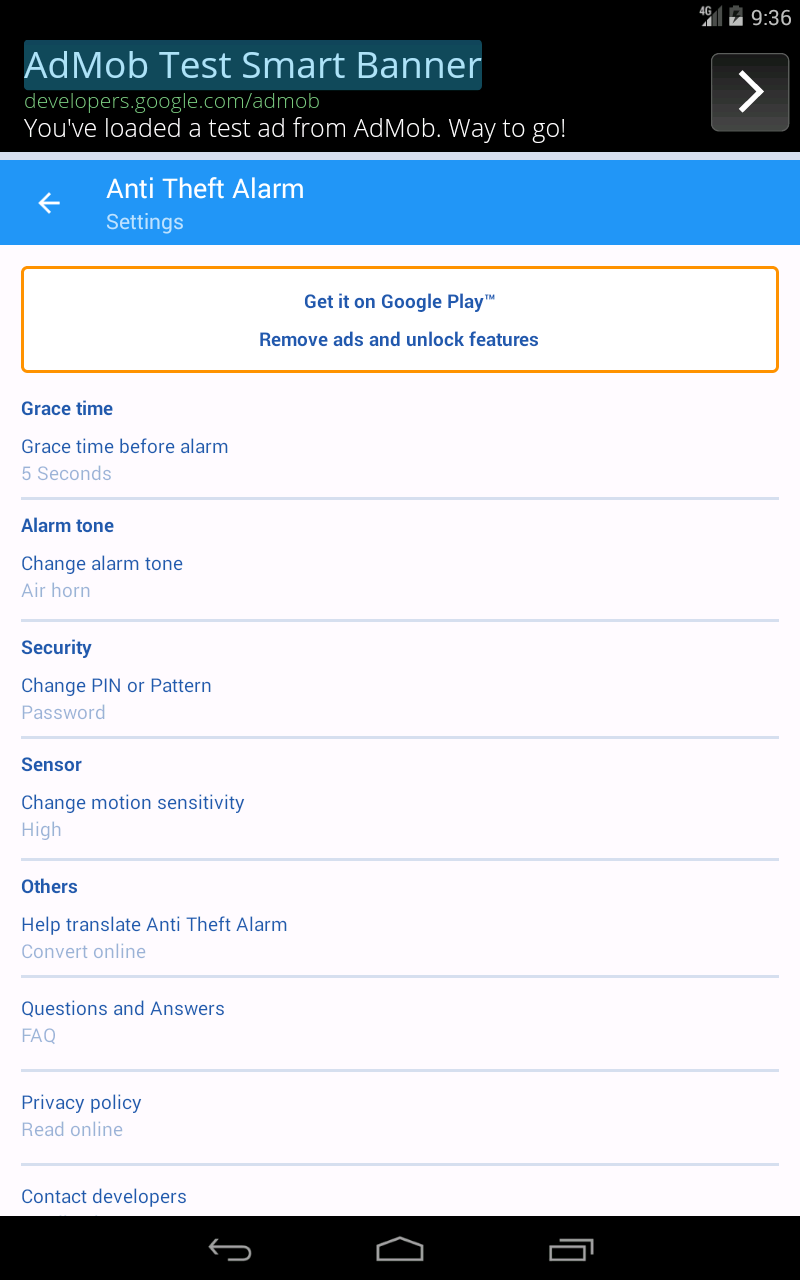 4G 9:36
AdMob Test Smart Banner
developers.google.com/admob
You've loaded a test ad from AdMob. Way to go!
Anti Theft Alarm
Settings
Get it on Google Play™
Remove ads and unlock features
Grace time
Grace time before alarm
5 Seconds
Alarm tone
Change alarm tone
Air horn
Security
Change PIN or Pattern
Password
Sensor
Change motion sensitivity
High
Others
Help translate Anti Theft Alarm
Convert online
Questions and Answers
FAQ
Privacy policy
Read online
Contact developers